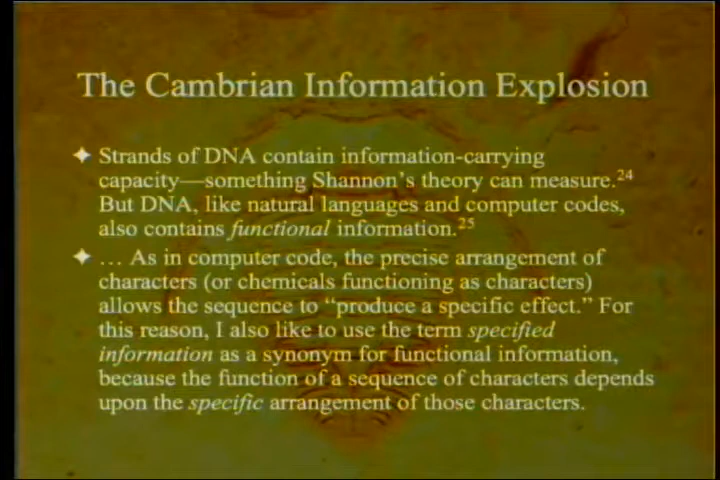 The Cambrian Information Explosion
Strands of DNA contain information-carrying
capacity—something Shannon's theory can measure.24
But DNA, like natural languages and computer codes,
also contains functional information.25
… As in computer code, the precise arrangement of
characters (or chemicals functioning as characters)
allows the sequence to “produce a specific effect.” For
this reason, I also like to use the term specified
information as a synonym for functional information,
because the function of a sequence of characters depends
upon the specific arrangement of those characters.